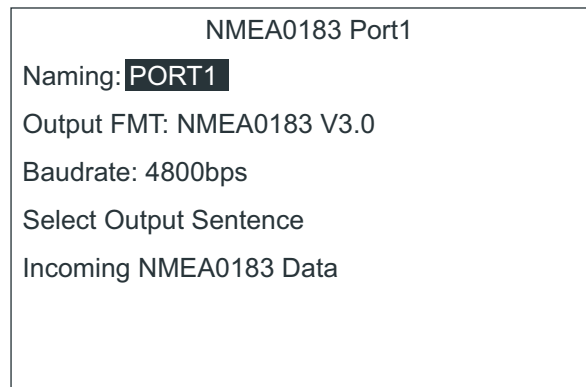 NMEA0183 Port1
Naming: PORT1
Output FMT: NMEA0183 V3.0
Baudrate: 4800bps
Select Output Sentence
Incoming NMEA0183 Data